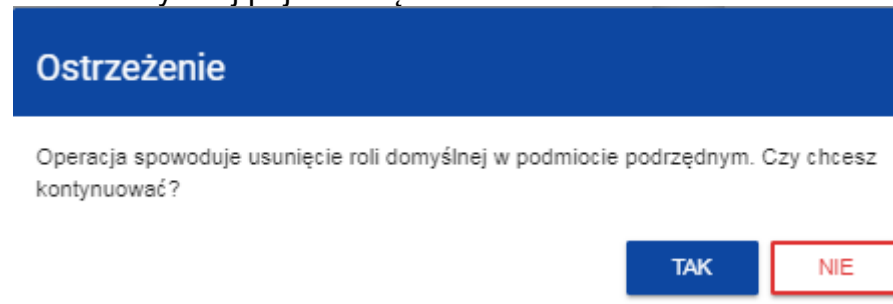 Ostrzeżenie
Operacja spowoduje usunięcie roli domyślnej w podmiocie podrzędnym. Czy chcesz
kontynuować?
TAK NIE